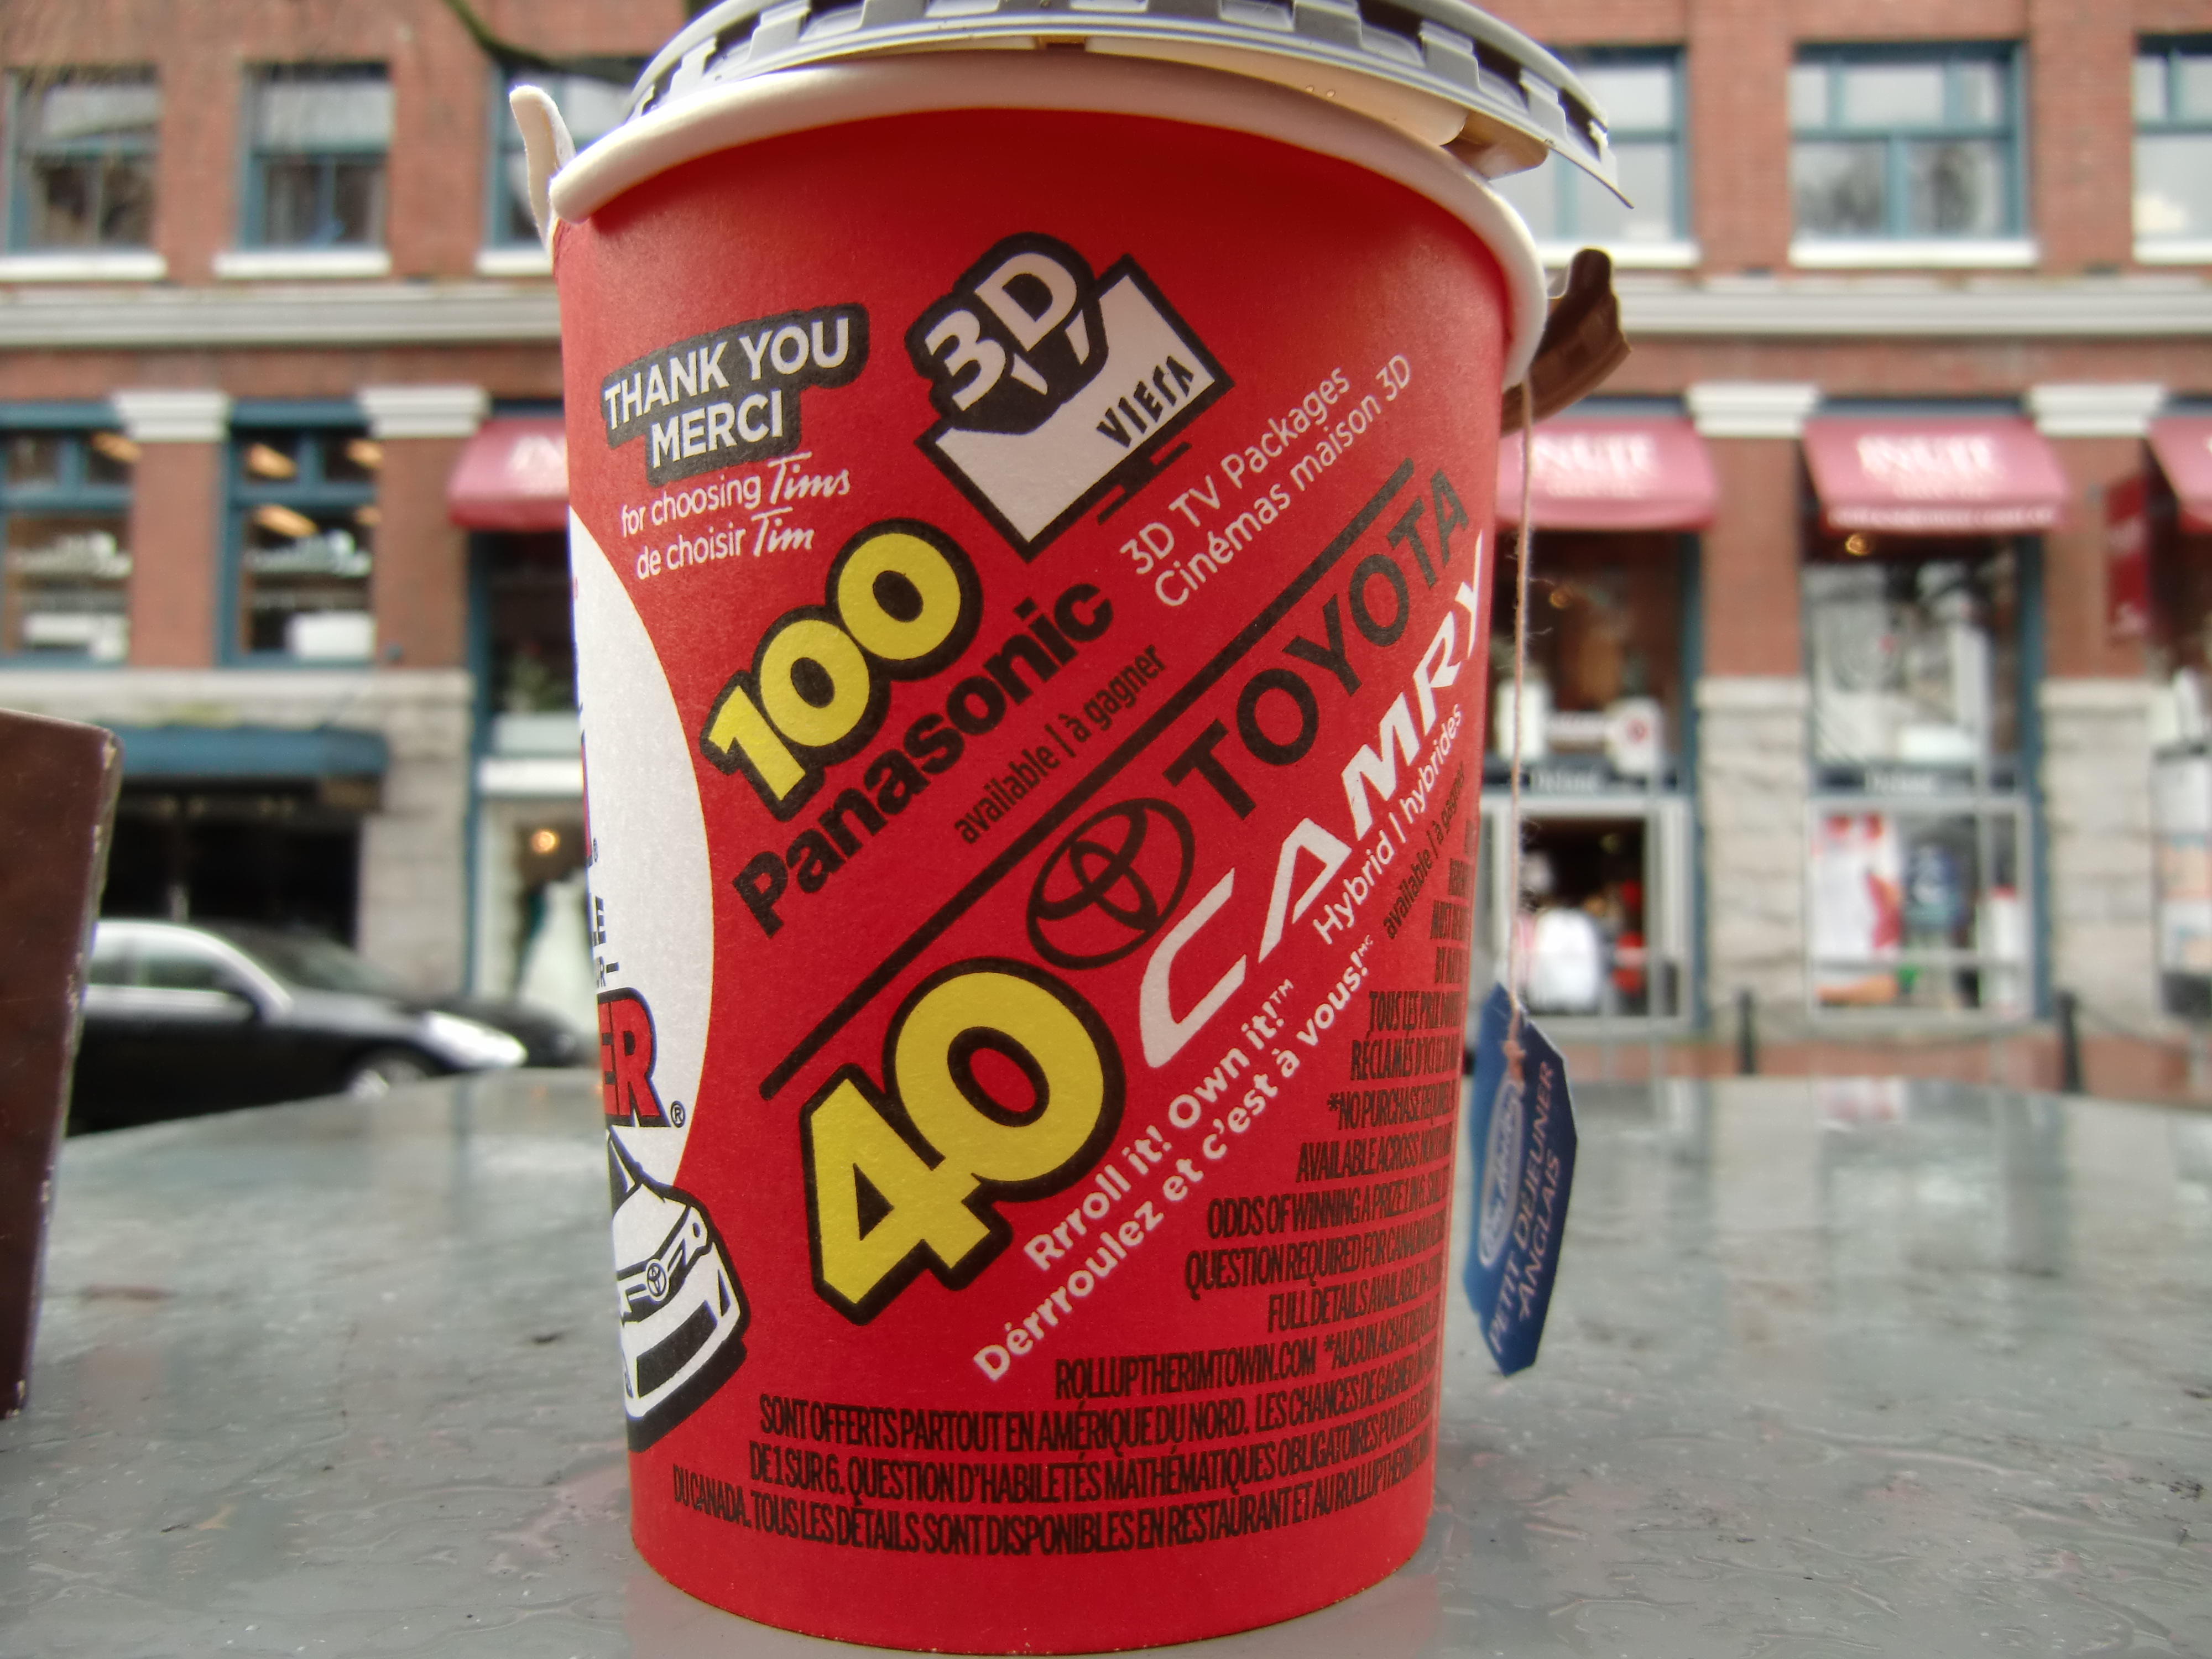 THANK YOU
MERCI
for choosing Tims
de choisir Tim
3D
VIERA
100
Panasonic
3D TV Packages
Cinémas maison 3D
available | à gagner
TOYOTA
CAMRY
Hybrid | hybrides
available | à gagner
40
Rrroll it! Own it!™
Dérrroulez et c'est à vous!MC
ER®
TOUS LES PRIX
RÉCLAMÉS D'ICI
*NO PURCHASE
AVAILABLE ACROSS
ODDS OF WINNING A PRIZE
QUESTION REQUIRED FOR
FULL DETAILS AVAILABLE
ROLLUPTHERIMTOWIN.COM *AUCUN ACHAT
SONT OFFERTS PARTOUT EN AMÉRIQUE DU NORD. LES CHANCES DE GAGNER
DE 1 SUR 6. QUESTION D'HABILETÉS MATHÉMATIQUES OBLIGATOIRES POUR
DU CANADA. TOUS LES DÉTAILS SONT DISPONIBLES EN RESTAURANT ET AU ROLLUPTHERIM
PETIT DÉJEUNER
ANGLAIS